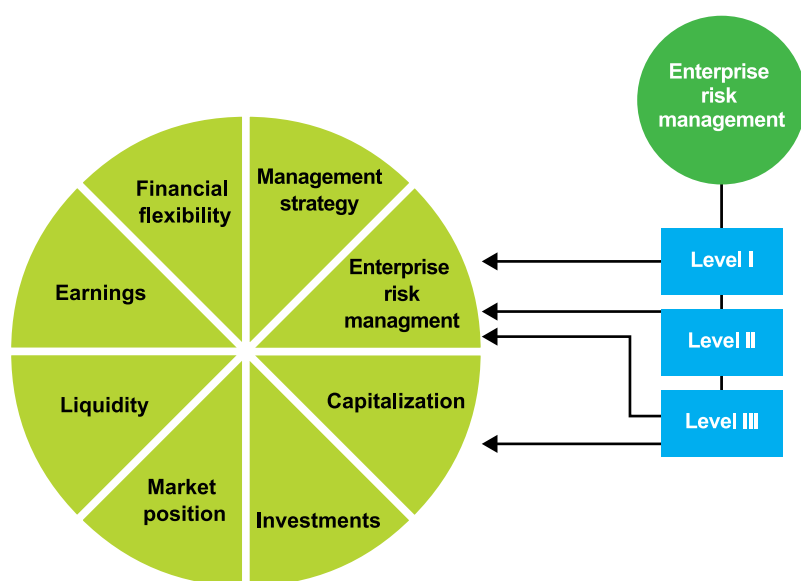 Enterprise
risk
management
Financial
flexibility
Management
strategy
Earnings
Enterprise
risk
managment
Level I
Level II
Level III
Liquidity
Capitalization
Market
position
Investments